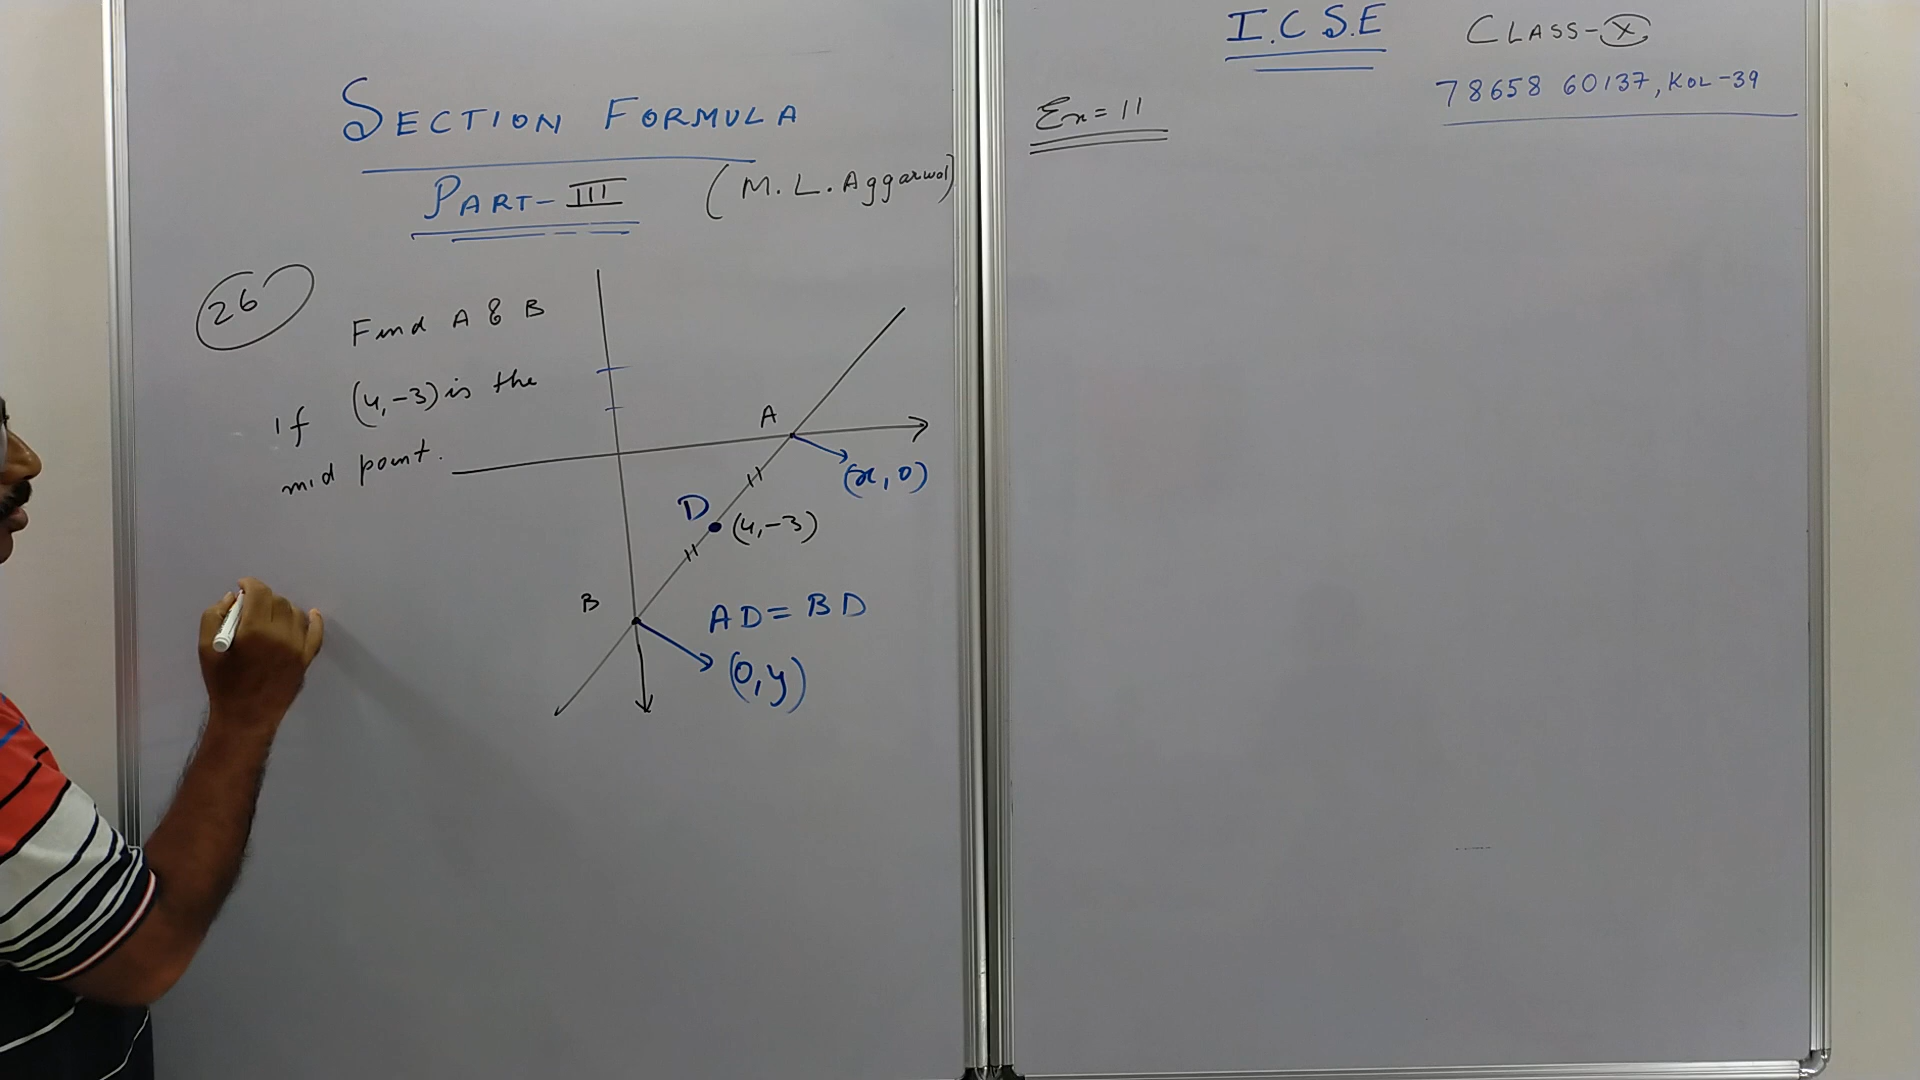 SECTION FORMULA
PART-III (M.L.Aggarwal)
26
Find A & B
If (4,-3) is the
mid point.
A
(x, 0)
D
(4,-3)
B
AD = BD
(0, y)
I.C.S.E CLASS-X
78658 60137, KOL-39
Ex = 11